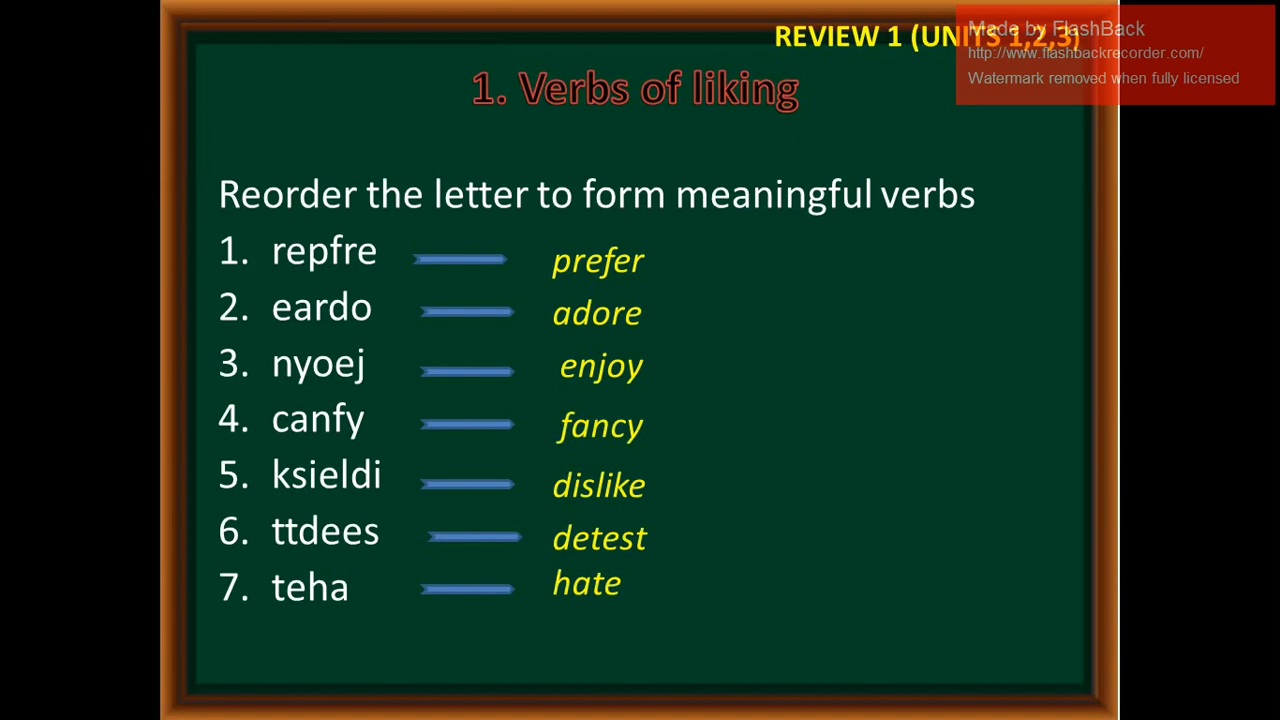 REVIEW 1 (UNITS 1,2,3)
Made by FlashBack
http://www.flashbackrecorder.com/
Watermark removed when fully licensed
1. Verbs of liking
Reorder the letter to form meaningful verbs
1. repfre prefer
2. eardo adore
3. nyoej enjoy
4. canfy fancy
5. ksieldi dislike
6. ttdees detest
7. teha hate